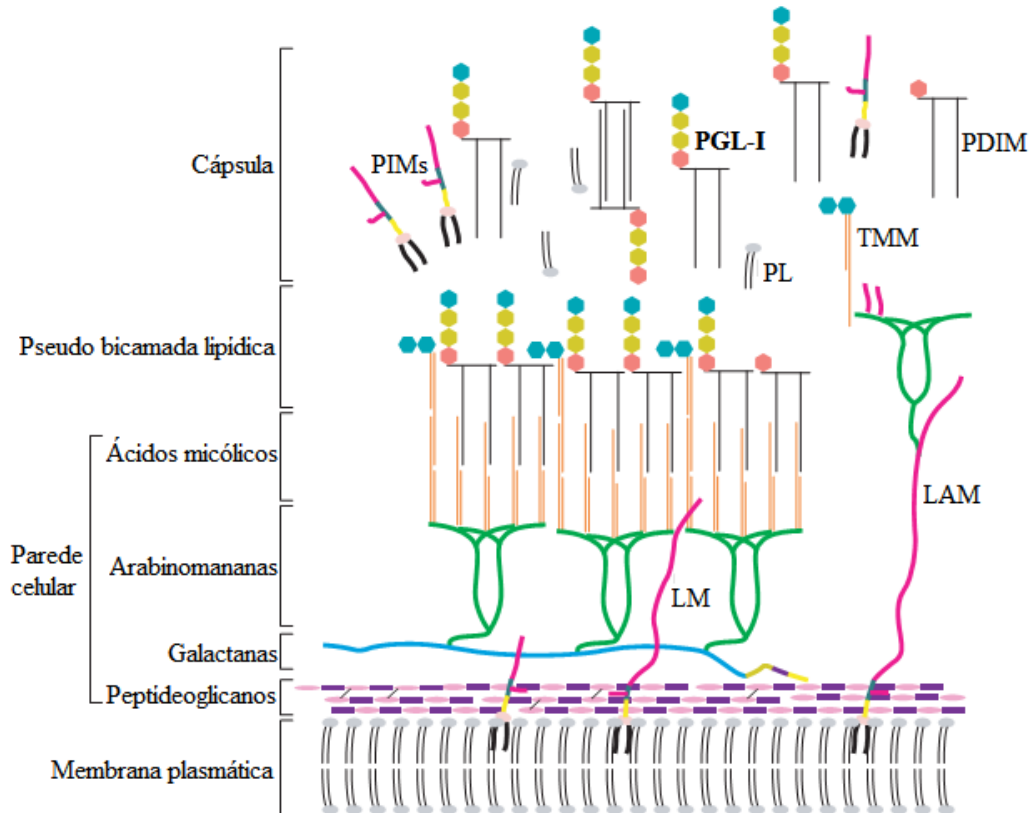 Cápsula
PIMs
PGL-I
PDIM
TMM
PL
Pseudo bicamada lipídica
Ácidos micólicos
LAM
Parede
celular
Arabinomananas
LM
Galactanas
Peptideoglicanos
Membrana plasmática